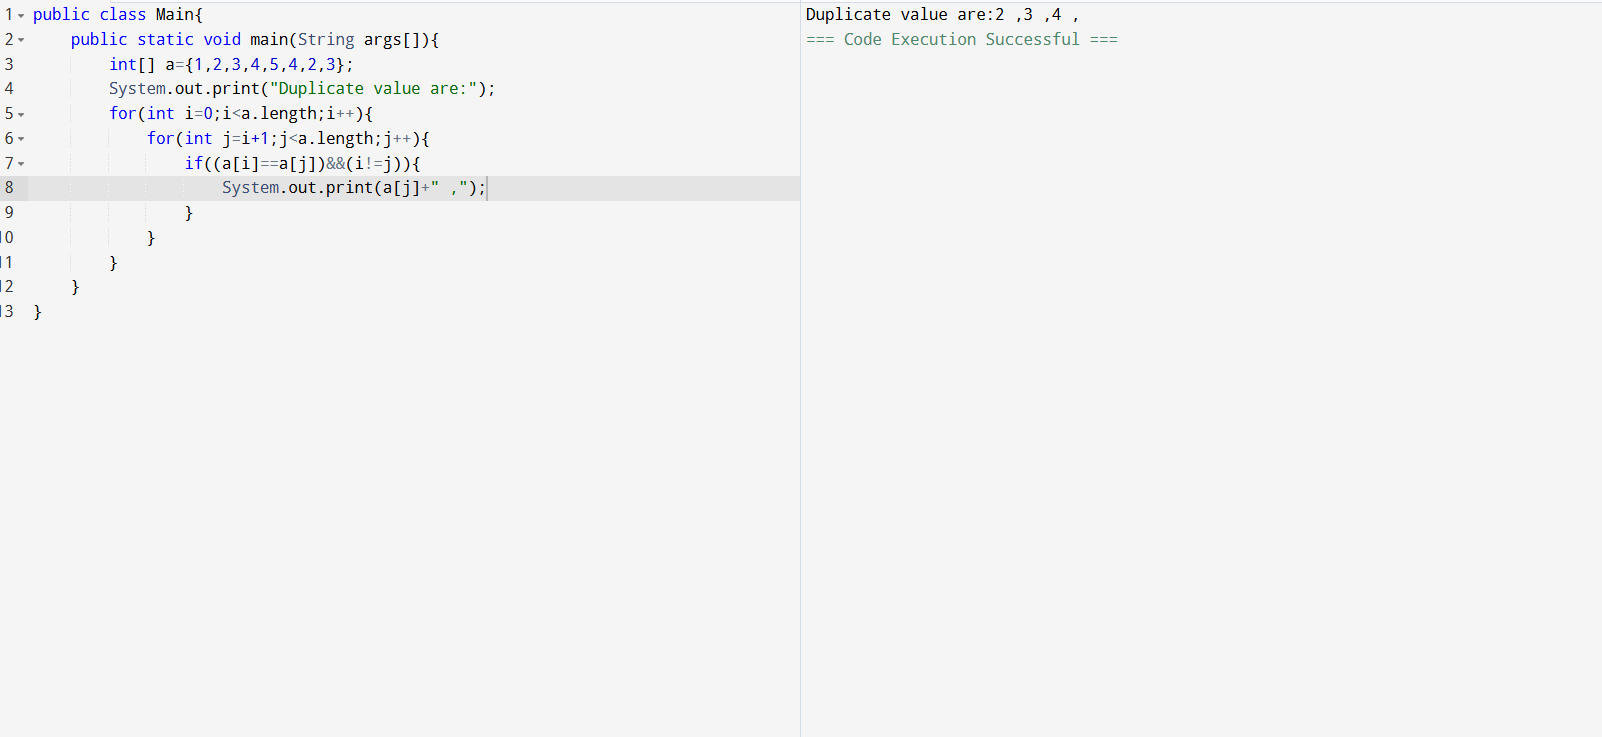 1 public class Main{
2 public static void main(String args[]){
3 int[] a={1,2,3,4,5,4,2,3};
4 System.out.print("Duplicate value are:");
5 for(int i=0;i<a.length;i++){
6 for(int j=i+1;j<a.length;j++){
7 if((a[i]==a[j])&&(i!=j)){
8 System.out.print(a[j]+" ,");
9 }
10 }
11 }
12 }
13 }
Duplicate value are:2 ,3 ,4 ,
=== Code Execution Successful ===